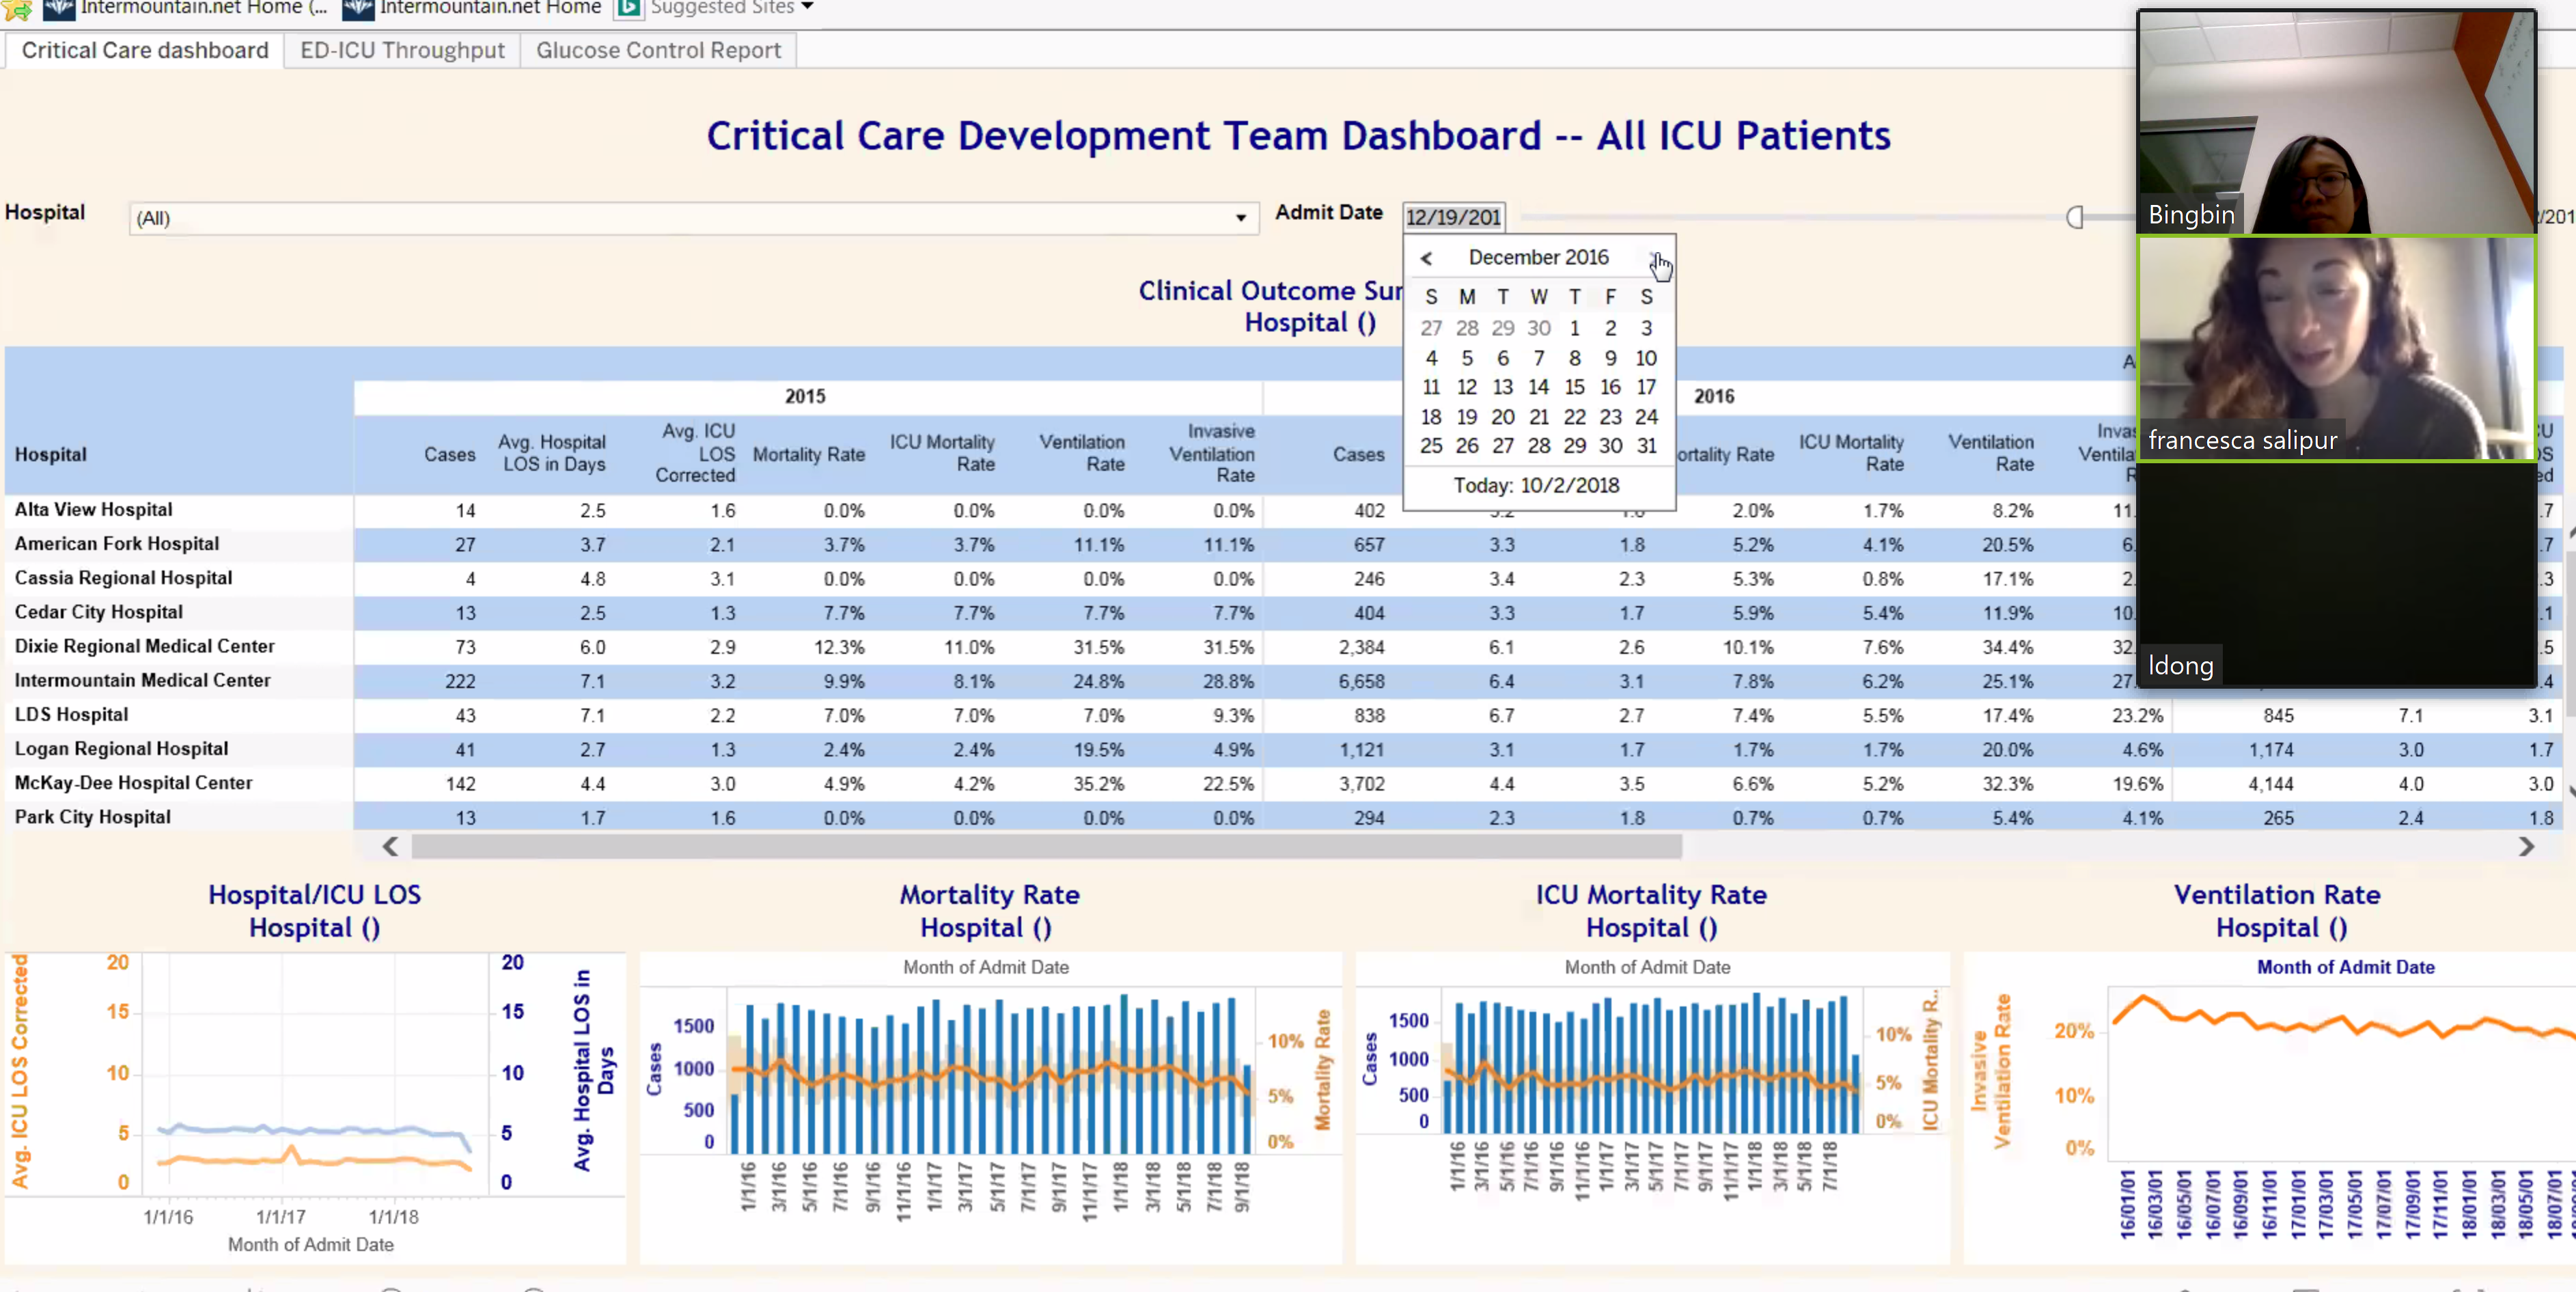 Intermountain.net Home (... Intermountain.net Home Suggested Sites
Critical Care dashboard ED-ICU Throughput Glucose Control Report
Critical Care Development Team Dashboard -- All ICU Patients
Hospital (All) Admit Date 12/19/201
December 2016
S M T W T F S
27 28 29 30 1 2 3
4 5 6 7 8 9 10
11 12 13 14 15 16 17
18 19 20 21 22 23 24
25 26 27 28 29 30 31
Today: 10/2/2018
Bingbin
francesca salipur
ldong
Clinical Outcome Sur
Hospital ()
2015 2016
Hospital Cases Avg. Hospital LOS in Days Avg. ICU LOS Corrected Mortality Rate ICU Mortality Rate Ventilation Rate Invasive Ventilation Rate Cases ortality Rate ICU Mortality Rate Ventilation Rate
Alta View Hospital 14 2.5 1.6 0.0% 0.0% 0.0% 0.0% 402 2.0% 1.7% 8.2% 11. .7
American Fork Hospital 27 3.7 2.1 3.7% 3.7% 11.1% 11.1% 657 3.3 1.8 5.2% 4.1% 20.5% 6. .7
Cassia Regional Hospital 4 4.8 3.1 0.0% 0.0% 0.0% 0.0% 246 3.4 2.3 5.3% 0.8% 17.1% 2. .3
Cedar City Hospital 13 2.5 1.3 7.7% 7.7% 7.7% 7.7% 404 3.3 1.7 5.9% 5.4% 11.9% 10. .1
Dixie Regional Medical Center 73 6.0 2.9 12.3% 11.0% 31.5% 31.5% 2,384 6.1 2.6 10.1% 7.6% 34.4% 32. .5
Intermountain Medical Center 222 7.1 3.2 9.9% 8.1% 24.8% 28.8% 6,658 6.4 3.1 7.8% 6.2% 25.1% 27. .4
LDS Hospital 43 7.1 2.2 7.0% 7.0% 7.0% 9.3% 838 6.7 2.7 7.4% 5.5% 17.4% 23.2% 845 7.1 3.1
Logan Regional Hospital 41 2.7 1.3 2.4% 2.4% 19.5% 4.9% 1,121 3.1 1.7 1.7% 1.7% 20.0% 4.6% 1,174 3.0 1.7
McKay-Dee Hospital Center 142 4.4 3.0 4.9% 4.2% 35.2% 22.5% 3,702 4.4 3.5 6.6% 5.2% 32.3% 19.6% 4,144 4.0 3.0
Park City Hospital 13 1.7 1.6 0.0% 0.0% 0.0% 0.0% 294 2.3 1.8 0.7% 0.7% 5.4% 4.1% 265 2.4 1.8
Hospital/ICU LOS
Hospital ()
Avg. ICU LOS Corrected
20 15 10 5 0
20 15 10 5 0
Avg. Hospital LOS in Days
1/1/16 1/1/17 1/1/18
Month of Admit Date
Mortality Rate
Hospital ()
Month of Admit Date
Cases
1500 1000 500 0
10% 5% 0%
Mortality Rate
1/1/16 3/1/16 5/1/16 7/1/16 9/1/16 11/1/16 1/1/17 3/1/17 5/1/17 7/1/17 9/1/17 11/1/17 1/1/18 3/1/18 5/1/18 7/1/18 9/1/18
ICU Mortality Rate
Hospital ()
Month of Admit Date
Cases
1500 1000 500 0
10% 5% 0%
ICU Mortality R..
1/1/16 3/1/16 5/1/16 7/1/16 9/1/16 11/1/16 1/1/17 3/1/17 5/1/17 7/1/17 9/1/17 11/1/17 1/1/18 3/1/18 5/1/18 7/1/18
Ventilation Rate
Hospital ()
Month of Admit Date
Invasive Ventilation Rate
20% 10% 0%
16/01/01 16/03/01 16/05/01 16/07/01 16/09/01 16/11/01 17/01/01 17/03/01 17/05/01 17/07/01 17/09/01 17/11/01 18/01/01 18/03/01 18/05/01 18/07/01